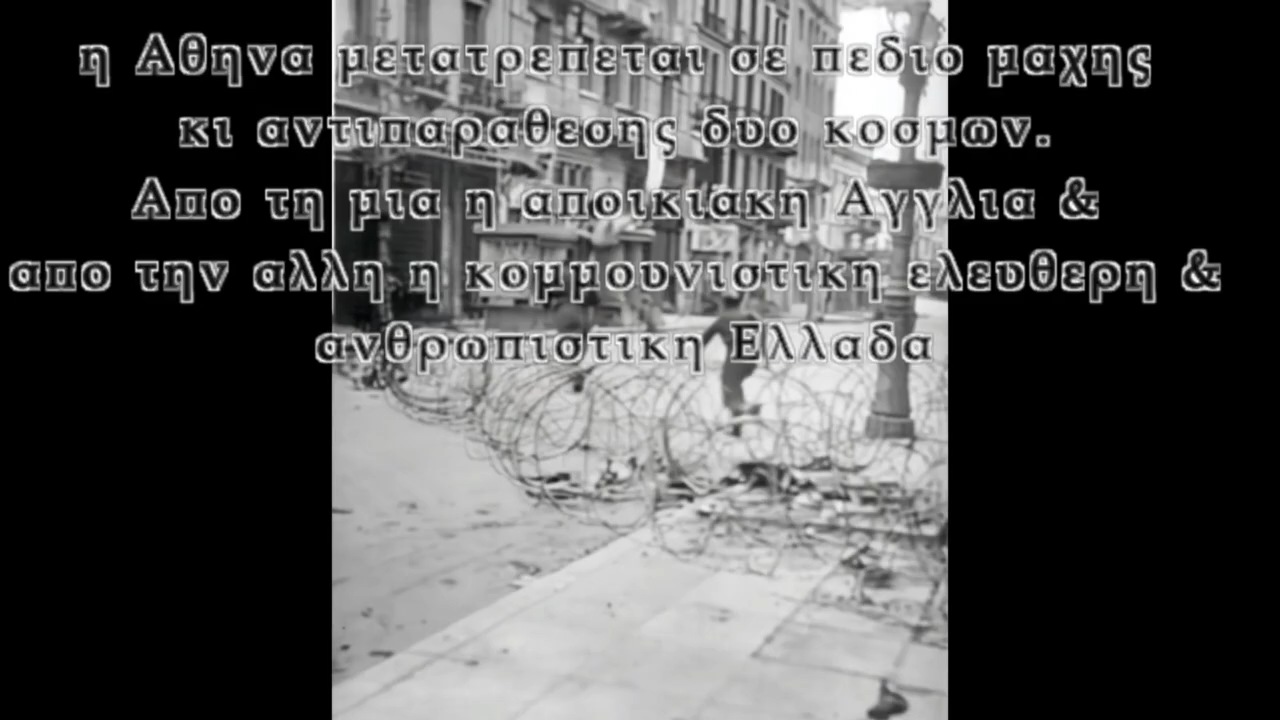 η Αθηνα μετατρεπεται σε πεδιο μαχης
κι αντιπαραθεσης δυο κοσμων.
Απο τη μια η αποικιακη Αγγλια &
απο την αλλη η κομμουνιστικη ελευθερη &
ανθρωπιστικη Ελλαδα